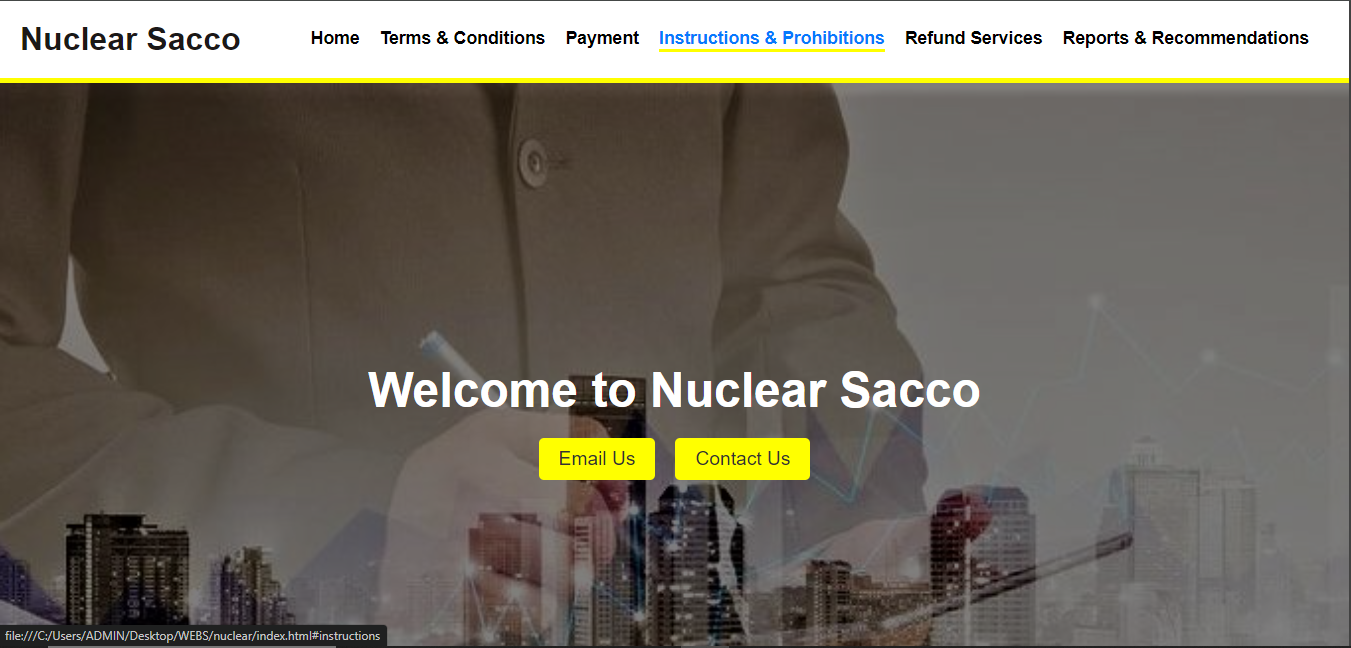 Nuclear Sacco Home Terms & Conditions Payment Instructions & Prohibitions Refund Services Reports & Recommendations
Welcome to Nuclear Sacco
Email Us Contact Us
file:///C:/Users/ADMIN/Desktop/WEBS/nuclear/index.html#instructions